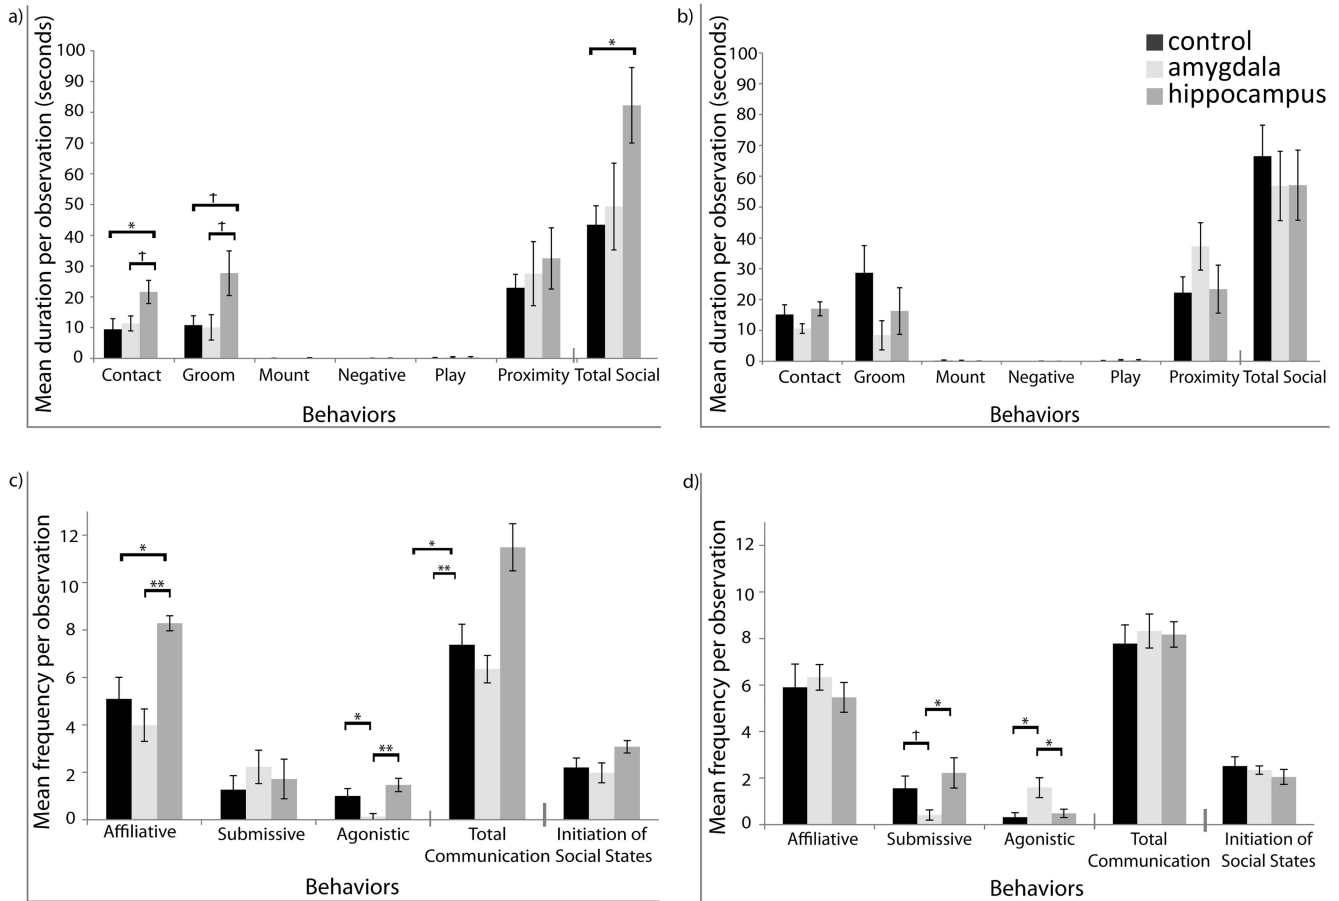 a)
Mean duration per observation (seconds)
100
90
80
70
60
50
40
30
20
10
0
*
†
*
†
†
*
Contact Groom Mount Negative Play Proximity Total Social
Behaviors
b)
Mean duration per observation (seconds)
100
90
80
70
60
50
40
30
20
10
0
control
amygdala
hippocampus
Contact Groom Mount Negative Play Proximity Total Social
Behaviors
c)
Mean frequency per observation
12
10
8
6
4
2
0
*
**
*
**
*
**
Affiliative Submissive Agonistic Total Communication Initiation of Social States
Behaviors
d)
Mean frequency per observation
12
10
8
6
4
2
0
*
†
*
*
Affiliative Submissive Agonistic Total Communication Initiation of Social States
Behaviors